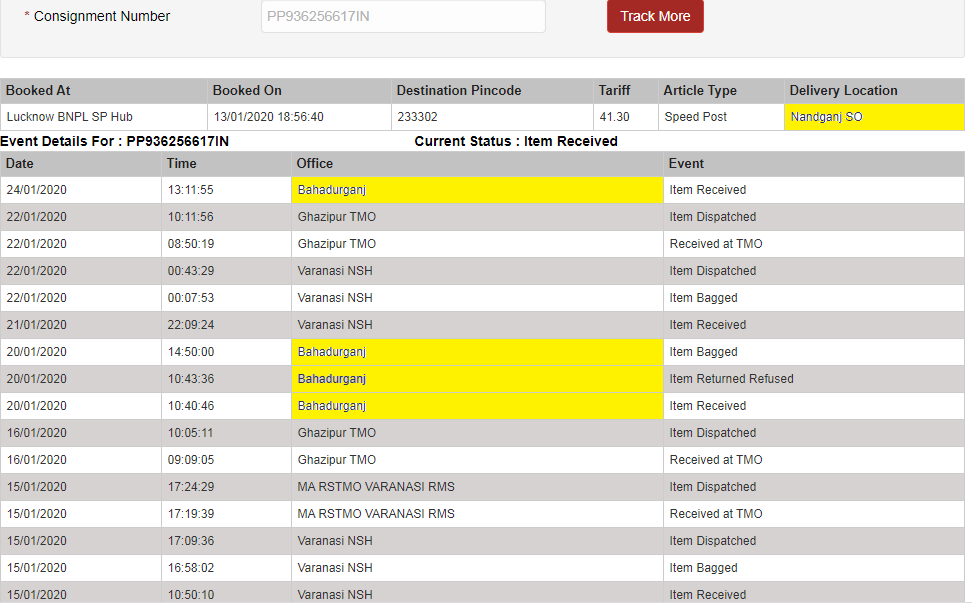 * Consignment Number PP936256617IN Track More
Booked At Booked On Destination Pincode Tariff Article Type Delivery Location
Lucknow BNPL SP Hub 13/01/2020 18:56:40 233302 41.30 Speed Post Nandganj SO
Event Details For : PP936256617IN Current Status : Item Received
Date Time Office Event
24/01/2020 13:11:55 Bahadurganj Item Received
22/01/2020 10:11:56 Ghazipur TMO Item Dispatched
22/01/2020 08:50:19 Ghazipur TMO Received at TMO
22/01/2020 00:43:29 Varanasi NSH Item Dispatched
22/01/2020 00:07:53 Varanasi NSH Item Bagged
21/01/2020 22:09:24 Varanasi NSH Item Received
20/01/2020 14:50:00 Bahadurganj Item Bagged
20/01/2020 10:43:36 Bahadurganj Item Returned Refused
20/01/2020 10:40:46 Bahadurganj Item Received
16/01/2020 10:05:11 Ghazipur TMO Item Dispatched
16/01/2020 09:09:05 Ghazipur TMO Received at TMO
15/01/2020 17:24:29 MA RSTMO VARANASI RMS Item Dispatched
15/01/2020 17:19:39 MA RSTMO VARANASI RMS Received at TMO
15/01/2020 17:09:36 Varanasi NSH Item Dispatched
15/01/2020 16:58:02 Varanasi NSH Item Bagged
15/01/2020 10:50:10 Varanasi NSH Item Received